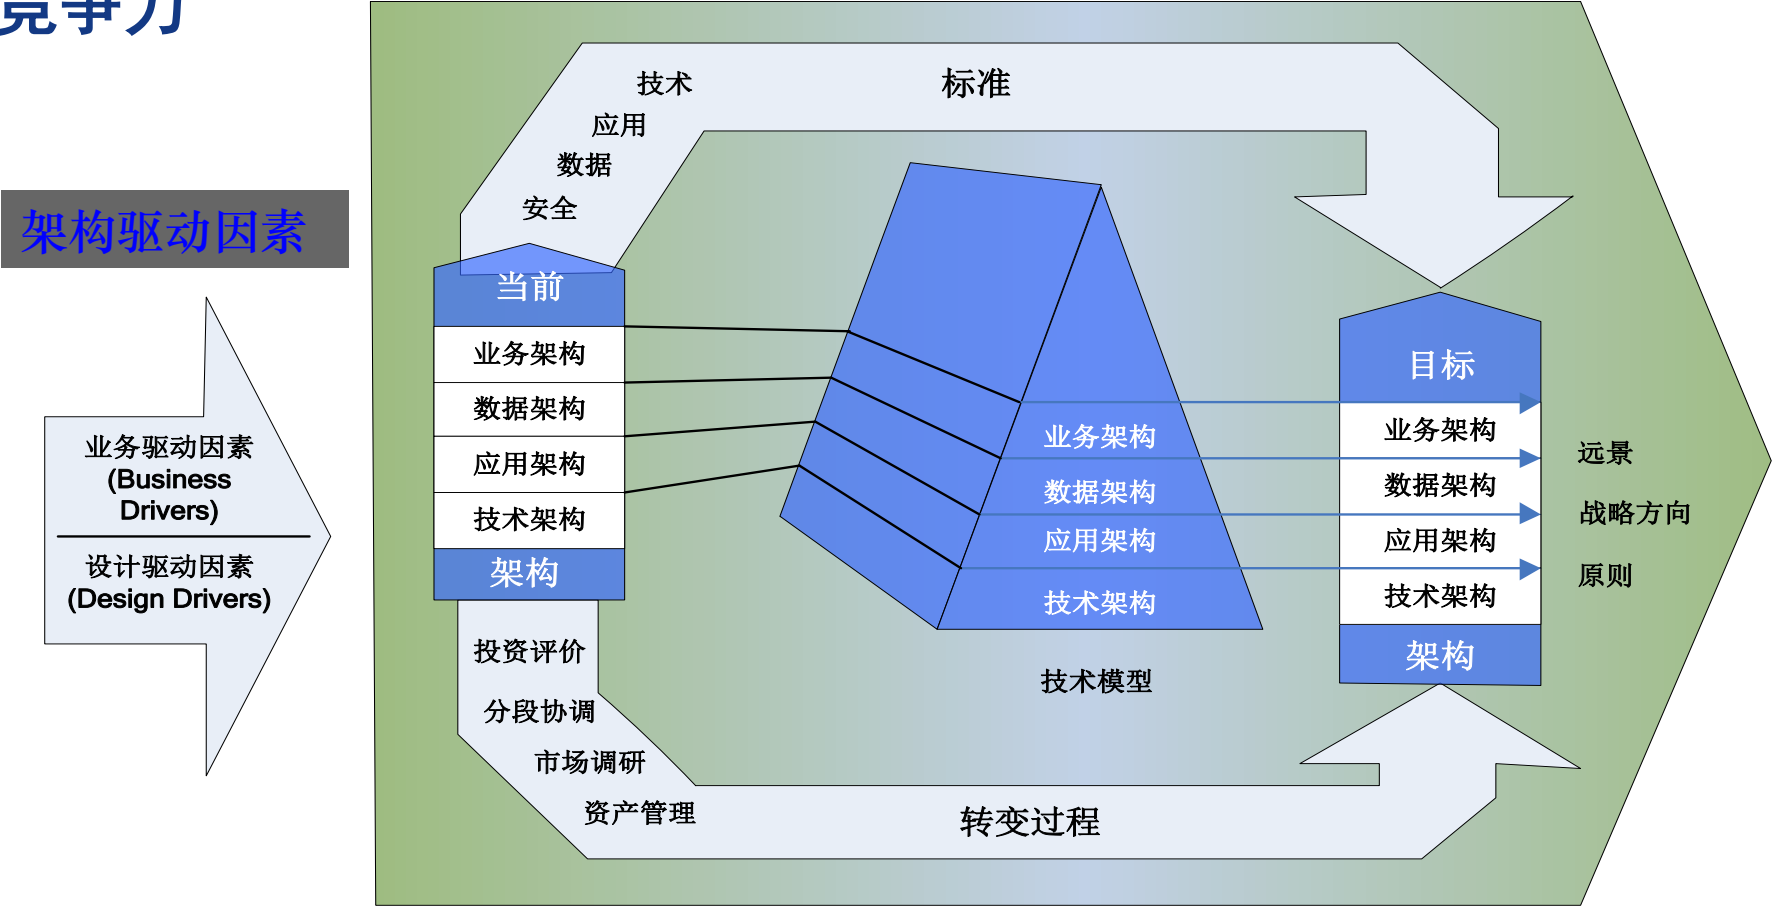 竞争力
架构驱动因素
业务驱动因素
(Business
Drivers)
设计驱动因素
(Design Drivers)
技术
应用
数据
安全
标准
当前
业务架构
数据架构
应用架构
技术架构
架构
投资评价
分段协调
市场调研
资产管理
转变过程
业务架构
数据架构
应用架构
技术架构
技术模型
目标
业务架构
数据架构
应用架构
技术架构
架构
远景
战略方向
原则